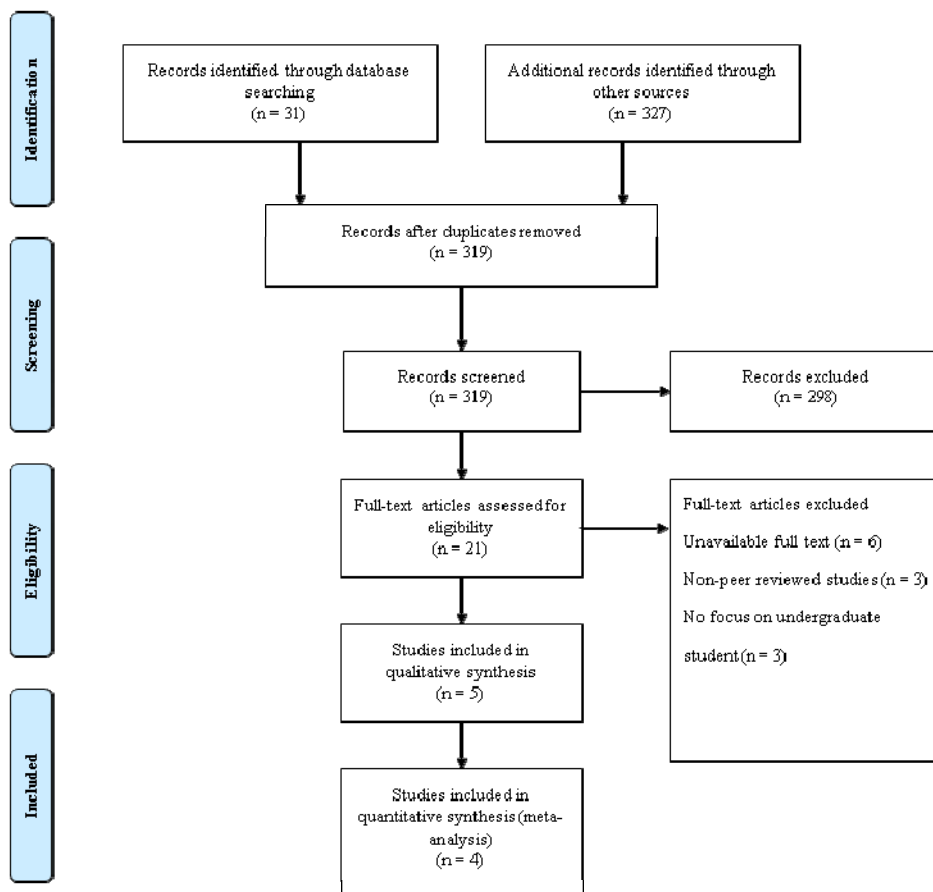 Identification
Records identified through database
searching
(n = 31)
Additional records identified through
other sources
(n = 327)
Records after duplicates removed
(n = 319)
Screening
Records screened
(n = 319)
Records excluded
(n = 298)
Eligibility
Full-text articles assessed for
eligibility
(n = 21)
Full-text articles excluded
Unavailable full text (n = 6)
Non-peer reviewed studies (n = 3)
No focus on undergraduate
student (n = 3)
Studies included in
qualitative synthesis
(n = 5)
Included
Studies included in
quantitative synthesis (meta-
analysis)
(n = 4)